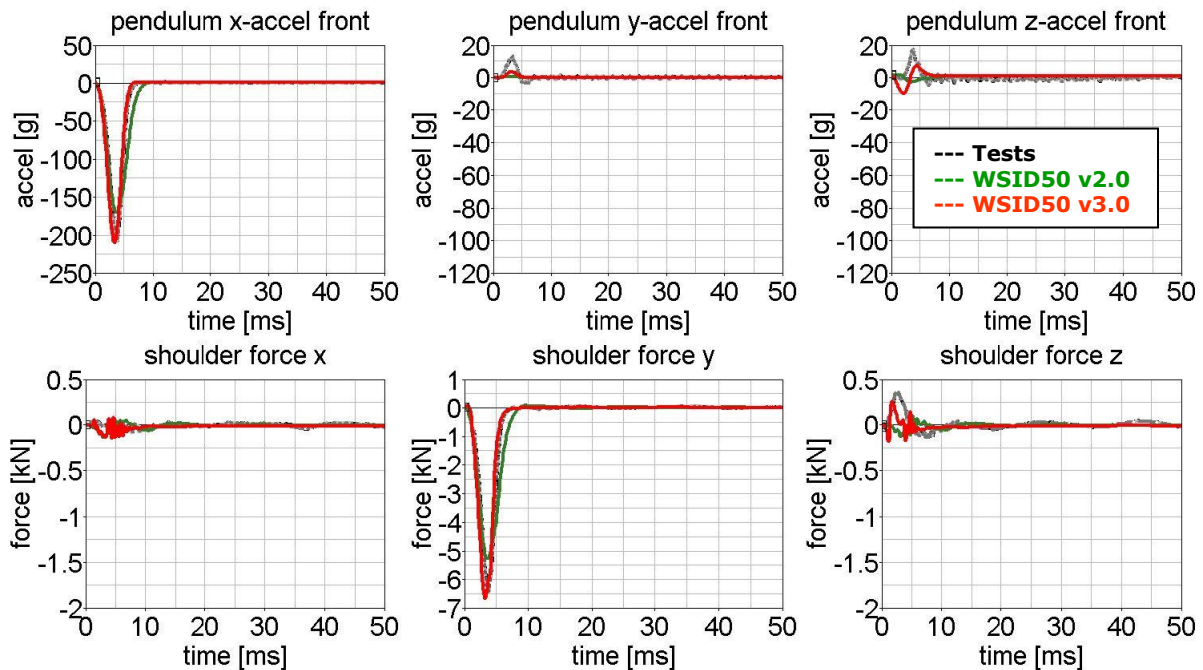 pendulum x-accel front
50
0
-50
-100
-150
-200
-250
accel [g]
0 10 20 30 40 50
time [ms]
pendulum y-accel front
20
0
-20
-40
-60
-80
-100
-120
accel [g]
0 10 20 30 40 50
time [ms]
pendulum z-accel front
20
0
-20
-40
-60
-80
-100
-120
accel [g]
0 10 20 30 40 50
time [ms]
--- Tests
--- WSID50 v2.0
--- WSID50 v3.0
shoulder force x
0.5
0
-0.5
-1
-1.5
-2
force [kN]
0 10 20 30 40 50
time [ms]
shoulder force y
1
0
-1
-2
-3
-4
-5
-6
-7
force [kN]
0 10 20 30 40 50
time [ms]
shoulder force z
0.5
0
-0.5
-1
-1.5
-2
force [kN]
0 10 20 30 40 50
time [ms]